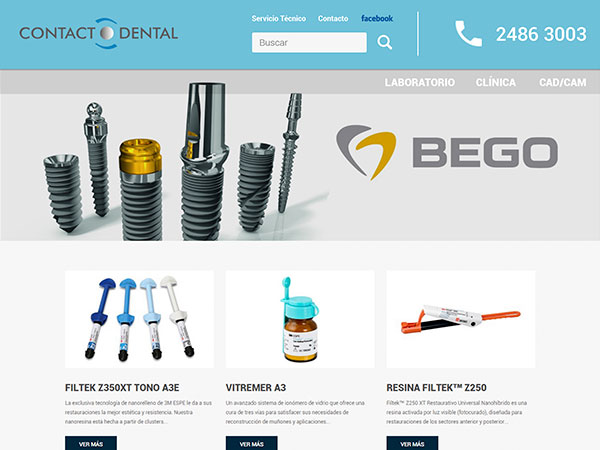 CONTACTO DENTAL
Servicio Técnico Contacto facebook
Buscar
2486 3003
LABORATORIO CLÍNICA CAD/CAM
BEGO
FILTEK Z350XT TONO A3E
La exclusiva tecnología de nanorelleno de 3M ESPE le da a sus
restauraciones la mejor estética y resistencia. Nuestra
nanoresina está hecha a partir de clusters...
VER MÁS
VITREMER A3
Un avanzado sistema de ionómero de vidrio que ofrece una
cura de tres vías para satisfacer sus necesidades de
reconstrucción de muñones y aplicaciones...
VER MÁS
RESINA FILTEK™ Z250
Filtek™ Z250 XT Restaurativo Universal Nanohíbrido es una
resina activada por luz visible (fotocurado), diseñada para
restauraciones de los sectores anterior y posterior...
VER MÁS